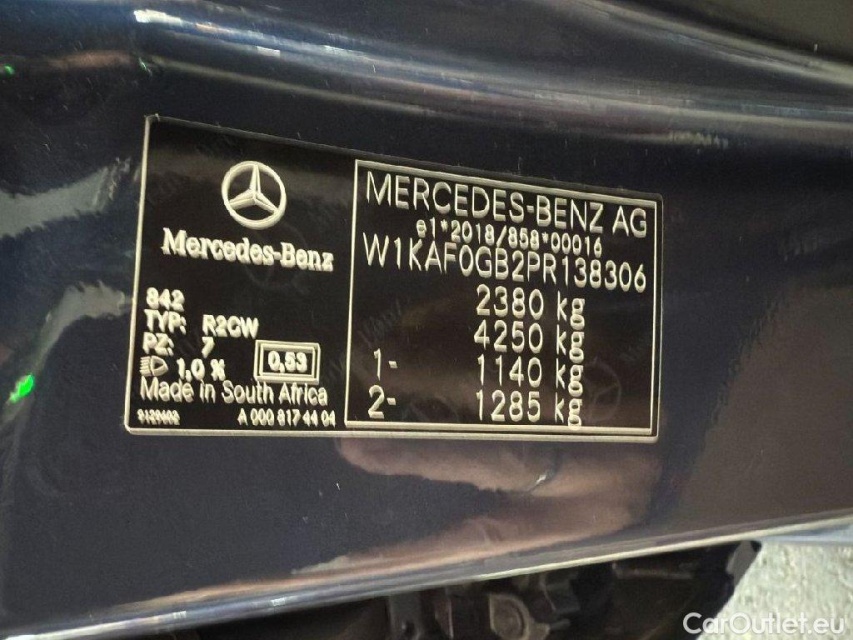 Mercedes-Benz
842
TYP: R2CW
PZ: 7
1,0 %
0,53
Made in South Africa
A 000 817 44 04
MERCEDES-BENZ AG
e1*2018/858*00016
W1KAF0GB2PR138306
2380 kg
4250 kg
1- 1140 kg
2- 1285 kg
CarOutlet.eu